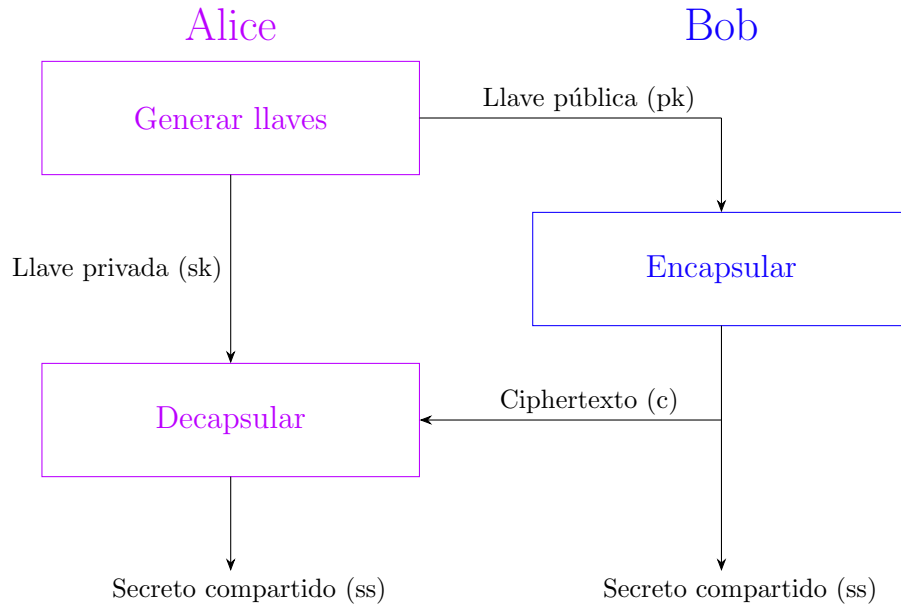 Alice
Bob
Generar llaves
Llave pública (pk)
Encapsular
Llave privada (sk)
Decapsular
Ciphertexto (c)
Secreto compartido (ss)
Secreto compartido (ss)